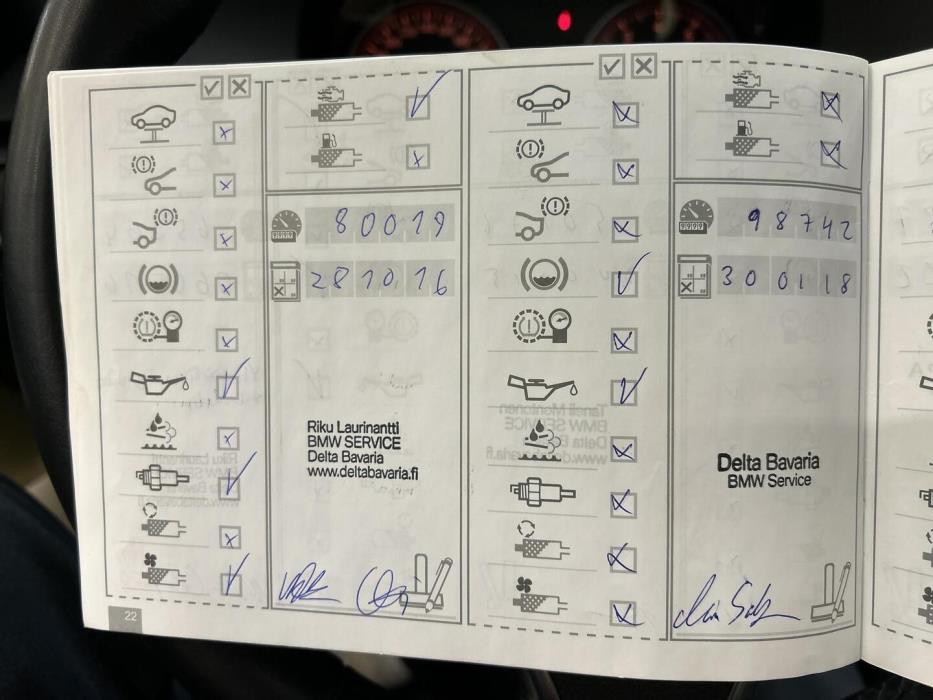 80019
281016
Riku Laurinantti
BMW SERVICE
Delta Bavaria
www.deltabavaria.fi
22
98742
300118
Delta Bavaria
BMW Service